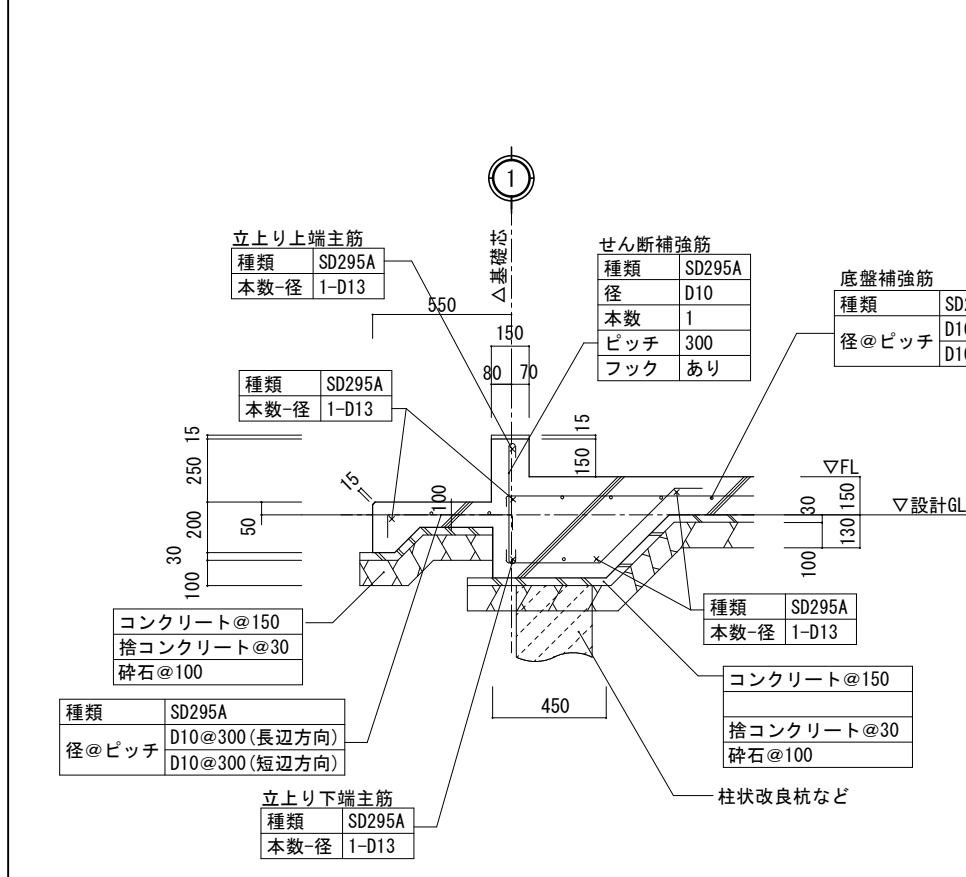 1
△基礎芯
立上り上端主筋
種類 SD295A
本数-径 1-D13
せん断補強筋
種類 SD295A
径 D10
本数 1
ピッチ 300
フック あり
底盤補強筋
種類
径@ピッチ
550
150
80 70
種類 SD295A
本数-径 1-D13
15
250
200
30
100
50
15
100
15
150
▽FL
▽設計GL
30
150
130
100
コンクリート@150
捨コンクリート@30
砕石@100
種類 SD295A
本数-径 1-D13
コンクリート@150
捨コンクリート@30
砕石@100
450
種類 SD295A
径@ピッチ D10@300(長辺方向)
D10@300(短辺方向)
柱状改良杭など
立上り下端主筋
種類 SD295A
本数-径 1-D13